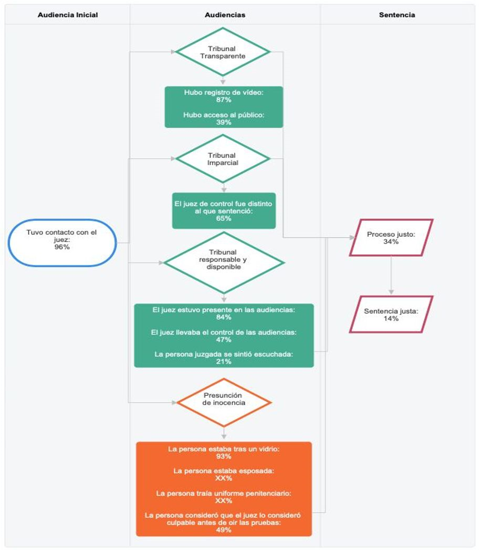 Audiencia Inicial
Audiencias
Sentencia
Tribunal
Transparente
Hubo registro de vídeo:
87%
Hubo acceso al público:
39%
Tribunal
Imparcial
El juez de control fue distinto
al que sentenció:
65%
Tuvo contacto con el
juez:
96%
Tribunal
responsable y
disponible
El juez estuvo presente en las audiencias:
84%
El juez llevaba el control de las audiencias:
47%
La persona juzgada se sintió escuchada:
21%
Proceso justo:
34%
Sentencia justa:
14%
Presunción
de inocencia
La persona estaba tras un vidrio:
93%
La persona estaba esposada:
XX%
La persona traía uniforme penitenciario:
XX%
La persona consideró que el juez lo consideró
culpable antes de oír las pruebas:
49%